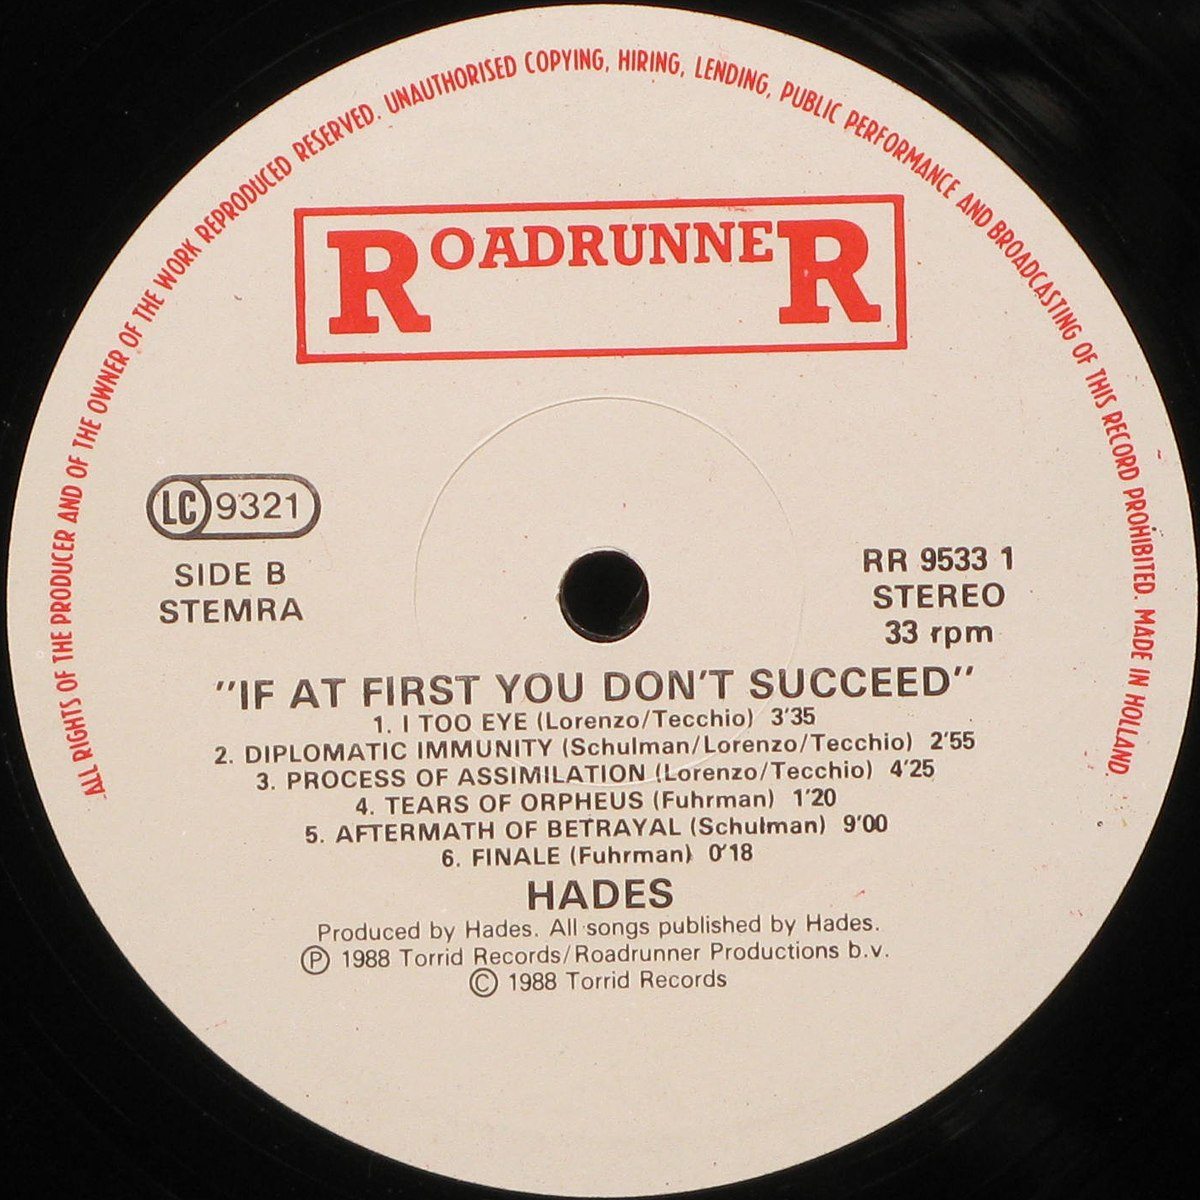 ALL RIGHTS OF THE PRODUCER AND OF THE OWNER OF THE WORK REPRODUCED RESERVED. UNAUTHORISED COPYING, HIRING, LENDING, PUBLIC PERFORMANCE AND BROADCASTING OF THIS RECORD PROHIBITED. MADE IN HOLLAND.
ROADRUNNER
LC 9321
SIDE B
STEMRA
RR 9533 1
STEREO
33 rpm
"IF AT FIRST YOU DON'T SUCCEED"
1. I TOO EYE (Lorenzo/Tecchio) 3'35
2. DIPLOMATIC IMMUNITY (Schulman/Lorenzo/Tecchio) 2'55
3. PROCESS OF ASSIMILATION (Lorenzo/Tecchio) 4'25
4. TEARS OF ORPHEUS (Fuhrman) 1'20
5. AFTERMATH OF BETRAYAL (Schulman) 9'00
6. FINALE (Fuhrman) 0'18
HADES
Produced by Hades. All songs published by Hades.
Ⓟ 1988 Torrid Records/Roadrunner Productions b.v.
© 1988 Torrid Records